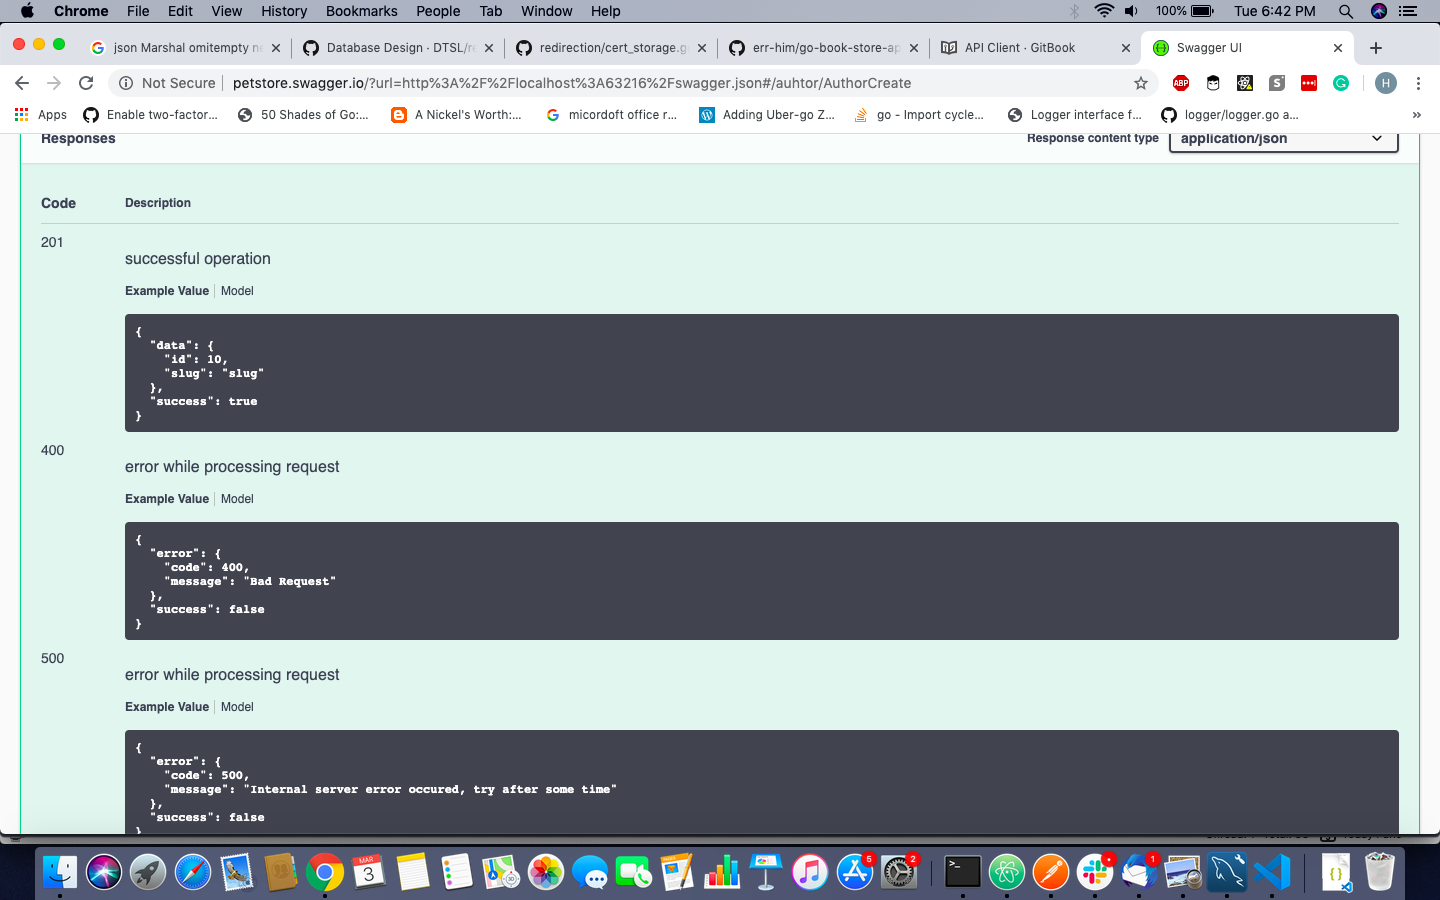 Chrome File Edit View History Bookmarks People Tab Window Help 100% Tue 6:42 PM
json Marshal omitempty ne Database Design · DTSL/re redirection/cert_storage.g err-him/go-book-store-ap API Client · GitBook Swagger UI
Not Secure petstore.swagger.io/?url=http%3A%2F%2Flocalhost%3A63216%2Fswagger.json#/auhtor/AuthorCreate ABP S H
Apps Enable two-factor... 50 Shades of Go:... A Nickel's Worth:... micordoft office r... Adding Uber-go Z... go - Import cycle... Logger interface f... logger/logger.go a... »
Responses Response content type application/json
Code Description
201
successful operation
Example Value Model
{
"data": {
"id": 10,
"slug": "slug"
},
"success": true
}
400
error while processing request
Example Value Model
{
"error": {
"code": 400,
"message": "Bad Request"
},
"success": false
}
500
error while processing request
Example Value Model
{
"error": {
"code": 500,
"message": "Internal server error occured, try after some time"
},
"success": false
}
MAR
3
5 2 1